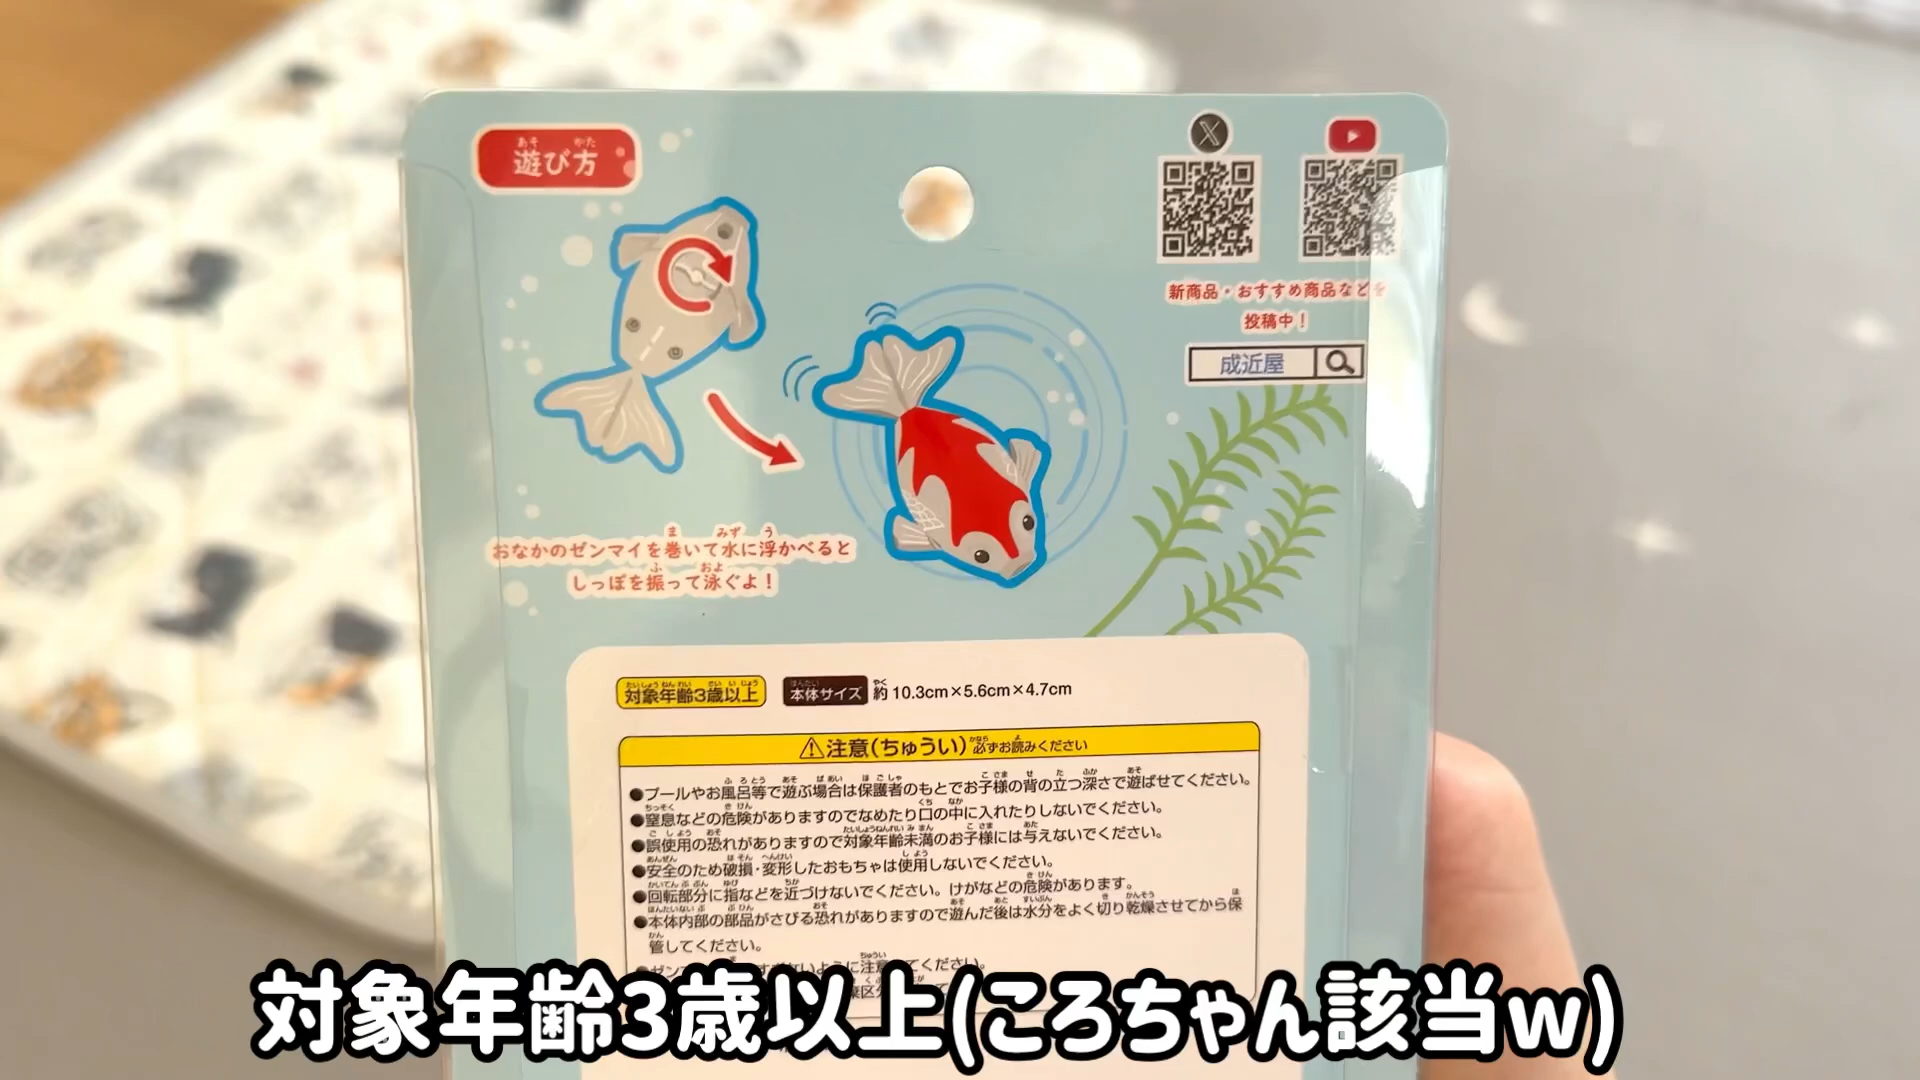 遊び方
新商品・おすすめ商品などを
投稿中！
成近屋
おなかのゼンマイを巻いて水に浮かべると
しっぽを振って泳ぐよ！
対象年齢3歳以上
本体サイズ 約10.3cm×5.6cm×4.7cm
注意(ちゅうい)必ずお読みください
●プールやお風呂等で遊ぶ場合は保護者のもとでお子様の背の立つ深さで遊ばせてください。
●窒息などの危険がありますのでなめたり口の中に入れたりしないでください。
●誤使用の恐れがありますので対象年齢未満のお子様には与えないでください。
●安全のため破損・変形したおもちゃは使用しないでください。
●回転部分に指などを近づけないでください。けがなどの危険があります。
●本体内部の部品がさびる恐れがありますので遊んだ後は水分をよく切り乾燥させてから保
管してください。
対象年齢3歳以上(ころちゃん該当w)